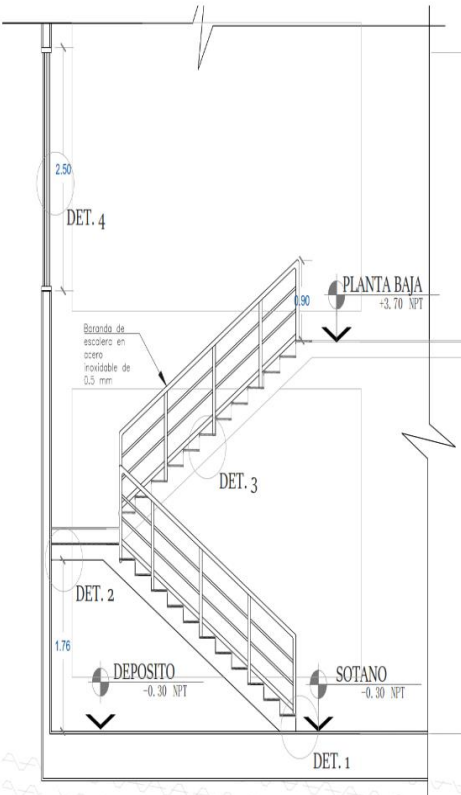 2.50
DET. 4
PLANTA BAJA
+3.70 NPT
0.90
Baranda de
escalera en
acero
inoxidable de
0.5 mm
DET. 3
DET. 2
1.76
DEPOSITO
-0.30 NPT
SOTANO
-0.30 NPT
DET. 1